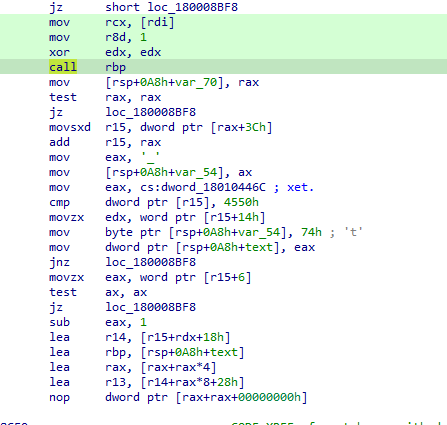 jz short loc_180008BF8
mov rcx, [rdi]
mov r8d, 1
xor edx, edx
call rbp
mov [rsp+0A8h+var_70], rax
test rax, rax
jz loc_180008BF8
movsxd r15, dword ptr [rax+3Ch]
add r15, rax
mov eax, '_'
mov [rsp+0A8h+var_54], ax
mov eax, cs:dword_18010446C ; xet.
cmp dword ptr [r15], 4550h
movzx edx, word ptr [r15+14h]
mov byte ptr [rsp+0A8h+var_54], 74h ; 't'
mov dword ptr [rsp+0A8h+text], eax
jnz loc_180008BF8
movzx eax, word ptr [r15+6]
test ax, ax
jz loc_180008BF8
sub eax, 1
lea r14, [r15+rdx+18h]
lea rbp, [rsp+0A8h+text]
lea rax, [rax+rax*4]
lea r13, [r14+rax*8+28h]
nop dword ptr [rax+rax+00000000h]